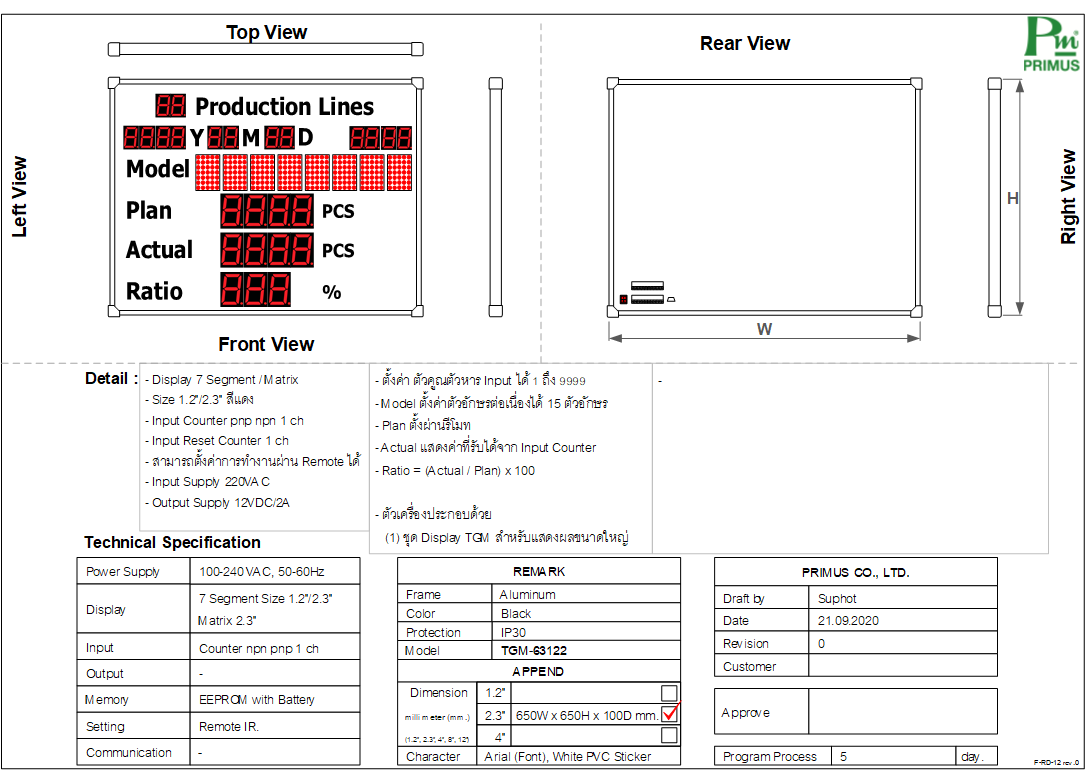 Top View
Rear View
Pm
PRIMUS
88 Production Lines
8888 Y 88 M 88 D 88 88
Model
Plan 8888 PCS
Actual 8888 PCS
Ratio 888 %
Left View
Right View
H
W
Front View
Detail :
- Display 7 Segment /Matrix
- Size 1.2"/2.3" สีแดง
- Input Counter pnp npn 1 ch
- Input Reset Counter 1 ch
- สามารถตั้งค่าการทำงานผ่าน Remote ได้
- Input Supply 220VAC
- Output Supply 12VDC/2A
- ตั้งค่า ตัวคูณตัวหาร Input ได้ 1 ถึง 9999
- Model ตั้งค่าตัวอักษรต่อเนื่องได้ 15 ตัวอักษร
- Plan ตั้งผ่านรีโมท
- Actual แสดงค่าที่รับได้จาก Input Counter
- Ratio = (Actual / Plan) x 100
- ตัวเครื่องประกอบด้วย
(1) ชุด Display TGM สำหรับแสดงผลขนาดใหญ่
-
Technical Specification
Power Supply 100-240VAC, 50-60Hz
Display 7 Segment Size 1.2"/2.3"
Matrix 2.3"
Input Counter npn pnp 1 ch
Output -
Memory EEPROM with Battery
Setting Remote IR.
Communication -
REMARK
Frame Aluminum
Color Black
Protection IP30
Model TGM-63122
APPEND
Dimension 1.2"
millimeter (mm.) 2.3" 650W x 650H x 100D mm.
(1.2", 2.3", 4", 8", 12") 4"
Character Arial (Font), White PVC Sticker
PRIMUS CO., LTD.
Draft by Suphot
Date 21.09.2020
Revision 0
Customer
Approve
Program Process 5 day.
F-RD-12 rev.0